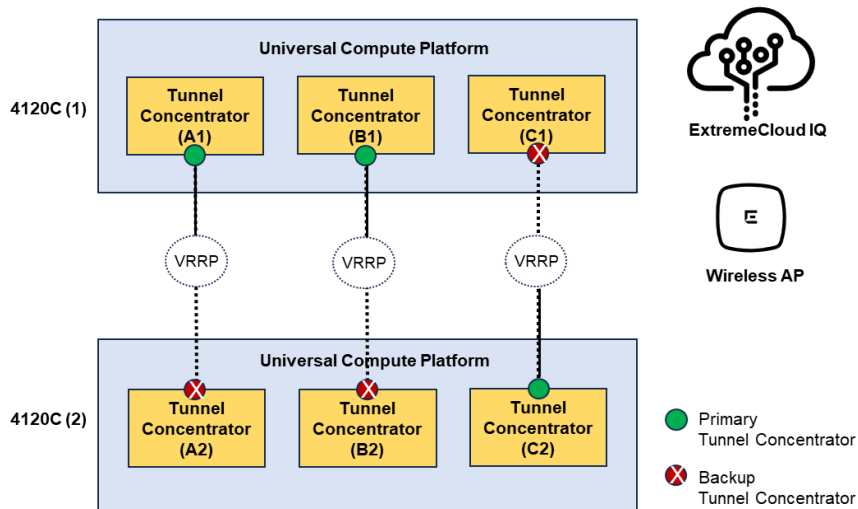 Universal Compute Platform
4120C (1)
Tunnel
Concentrator
(A1)
Tunnel
Concentrator
(B1)
Tunnel
Concentrator
(C1)
ExtremeCloud IQ
VRRP
VRRP
VRRP
E
Wireless AP
Universal Compute Platform
4120C (2)
Tunnel
Concentrator
(A2)
Tunnel
Concentrator
(B2)
Tunnel
Concentrator
(C2)
Primary
Tunnel Concentrator
Backup
Tunnel Concentrator